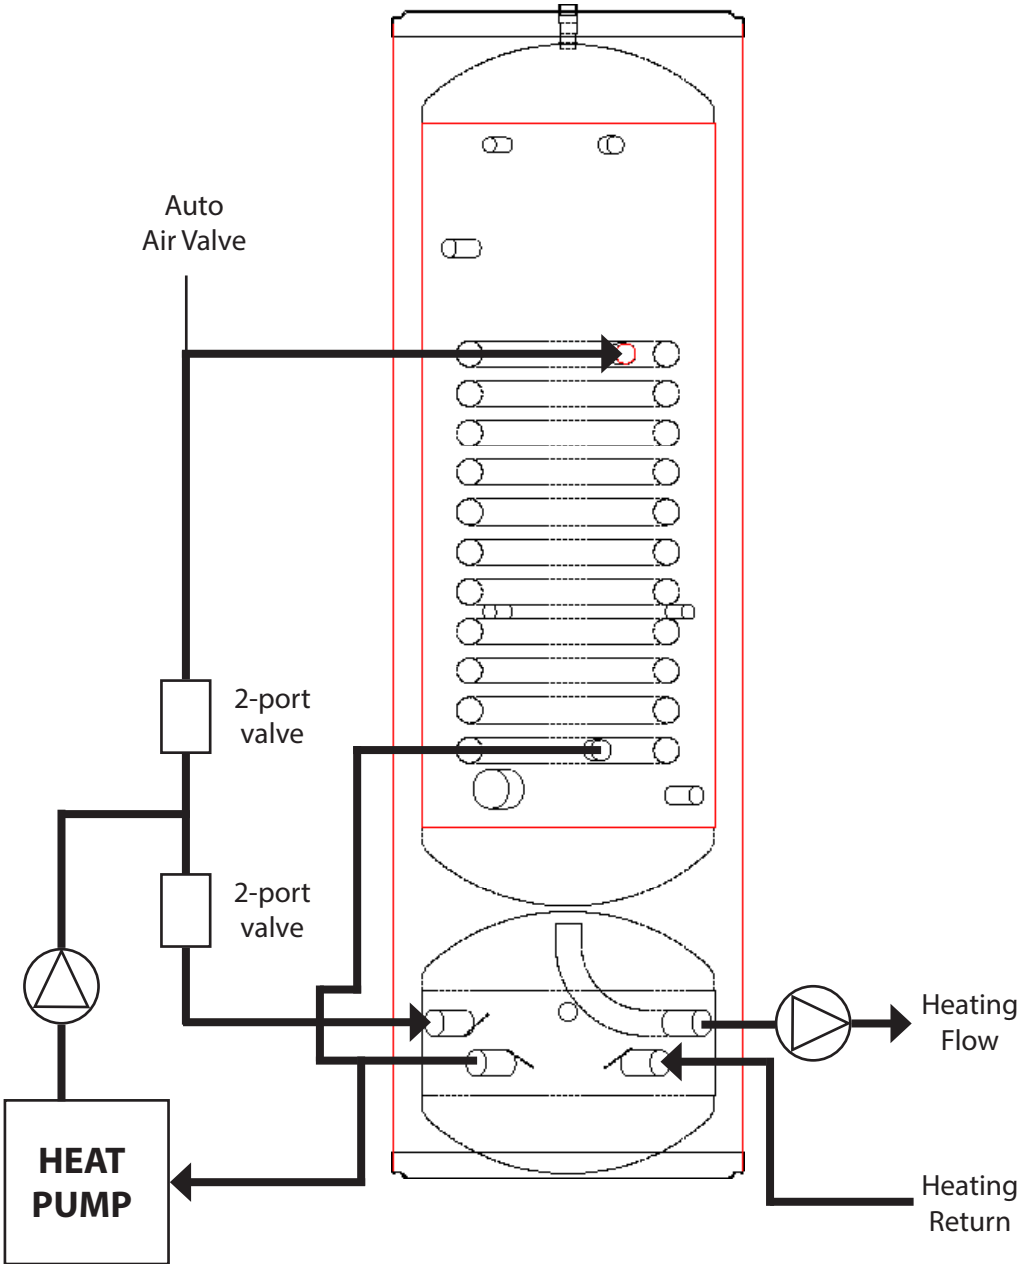 Auto
Air Valve
2-port
valve
2-port
valve
Heating
Flow
HEAT
PUMP
Heating
Return